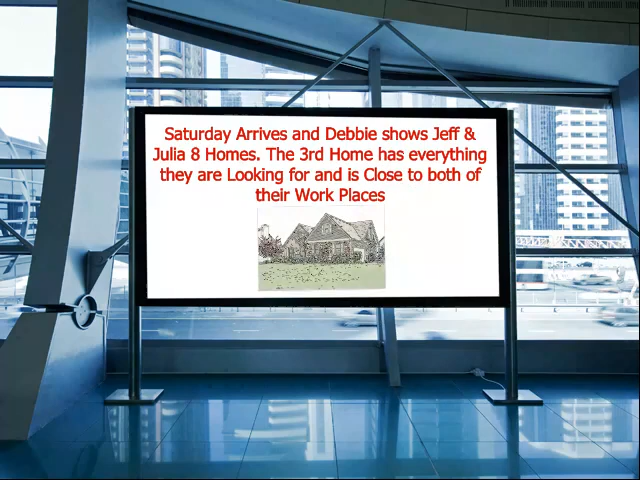 Saturday Arrives and Debbie shows Jeff &
Julia 8 Homes. The 3rd Home has everything
they are Looking for and is Close to both of
their Work Places